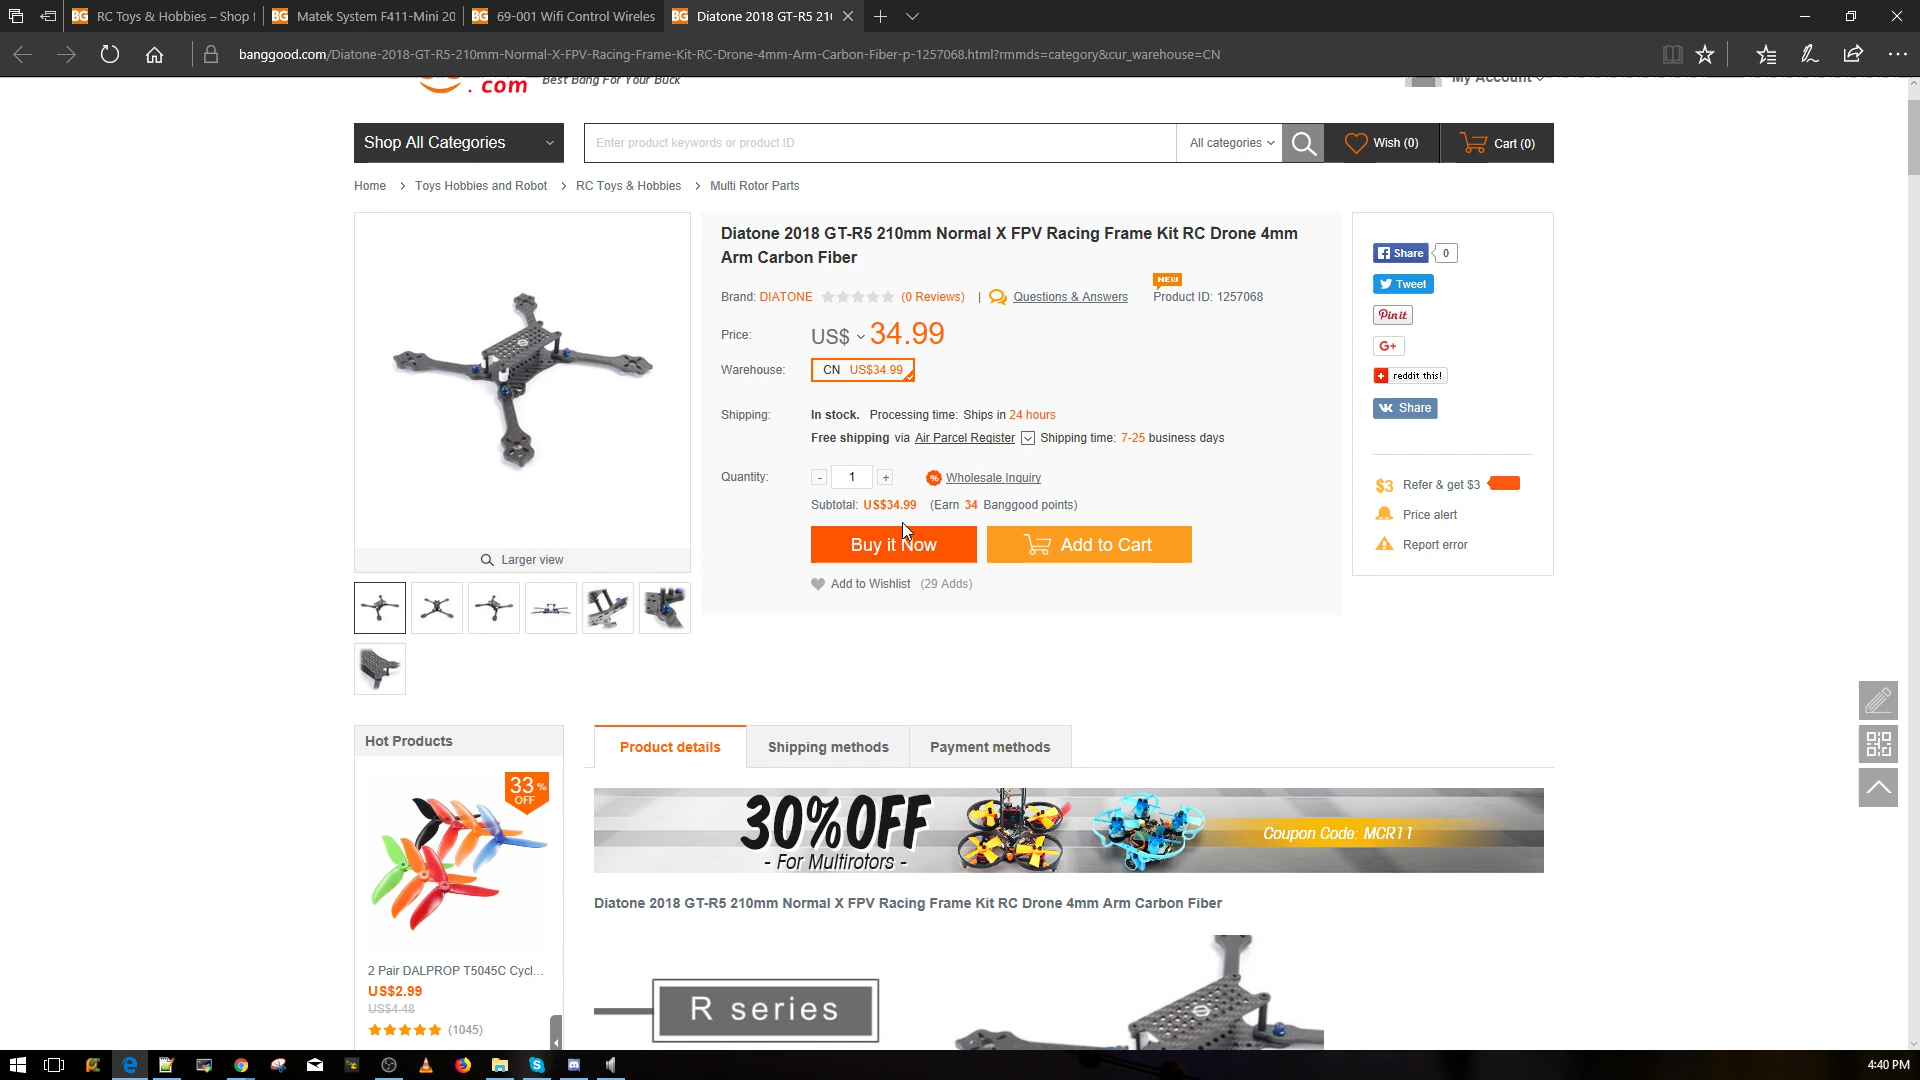 BG RC Toys & Hobbies – Shop
BG Matek System F411-Mini 20
BG 69-001 Wifi Control Wireles
BG Diatone 2018 GT-R5 21
banggood.com/Diatone-2018-GT-R5-210mm-Normal-X-FPV-Racing-Frame-Kit-RC-Drone-4mm-Arm-Carbon-Fiber-p-1257068.html?rmmds=category&cur_warehouse=CN
.com Best Bang For Your Buck
My Account
Shop All Categories
Enter product keywords or product ID
All categories
Wish (0)
Cart (0)
Home > Toys Hobbies and Robot > RC Toys & Hobbies > Multi Rotor Parts
Diatone 2018 GT-R5 210mm Normal X FPV Racing Frame Kit RC Drone 4mm
Arm Carbon Fiber
NEW
Brand: DIATONE (0 Reviews) | Questions & Answers Product ID: 1257068
Price: US$ 34.99
Warehouse: CN US$34.99
Shipping: In stock. Processing time: Ships in 24 hours
Free shipping via Air Parcel Register Shipping time: 7-25 business days
Quantity: - 1 + % Wholesale Inquiry
Subtotal: US$34.99 (Earn 34 Banggood points)
Buy it Now
Add to Cart
Add to Wishlist (29 Adds)
Larger view
Share 0
Tweet
Pin it
G+
reddit this!
Share
$3 Refer & get $3
Price alert
Report error
Hot Products
33% OFF
2 Pair DALPROP T5045C Cycl...
US$2.99
US$4.48
(1045)
Product details
Shipping methods
Payment methods
30%OFF
- For Multirotors -
Coupon Code: MCR11
Diatone 2018 GT-R5 210mm Normal X FPV Racing Frame Kit RC Drone 4mm Arm Carbon Fiber
R series
4:40 PM